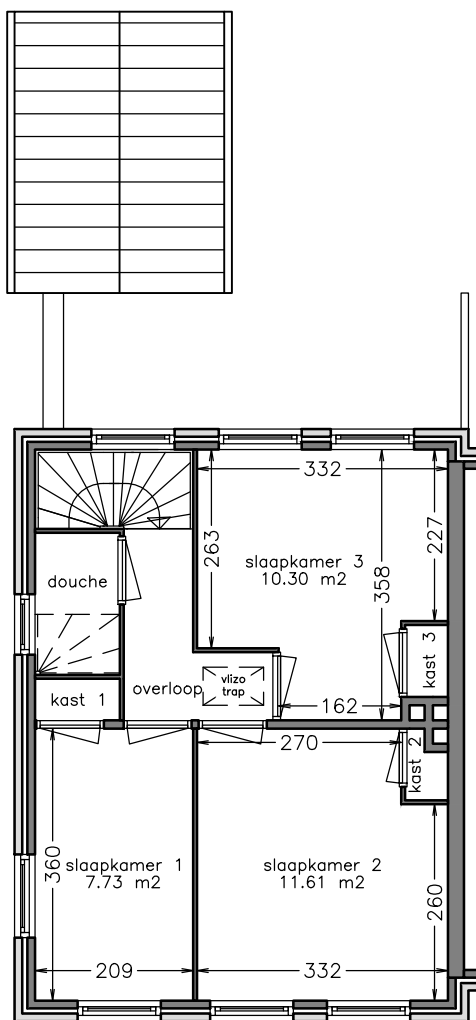 332
263
358
227
slaapkamer 3
10.30 m2
douche
kast 3
kast 1
overloop
vlizo
trap
162
270
kast 2
360
slaapkamer 1
7.73 m2
slaapkamer 2
11.61 m2
260
209
332